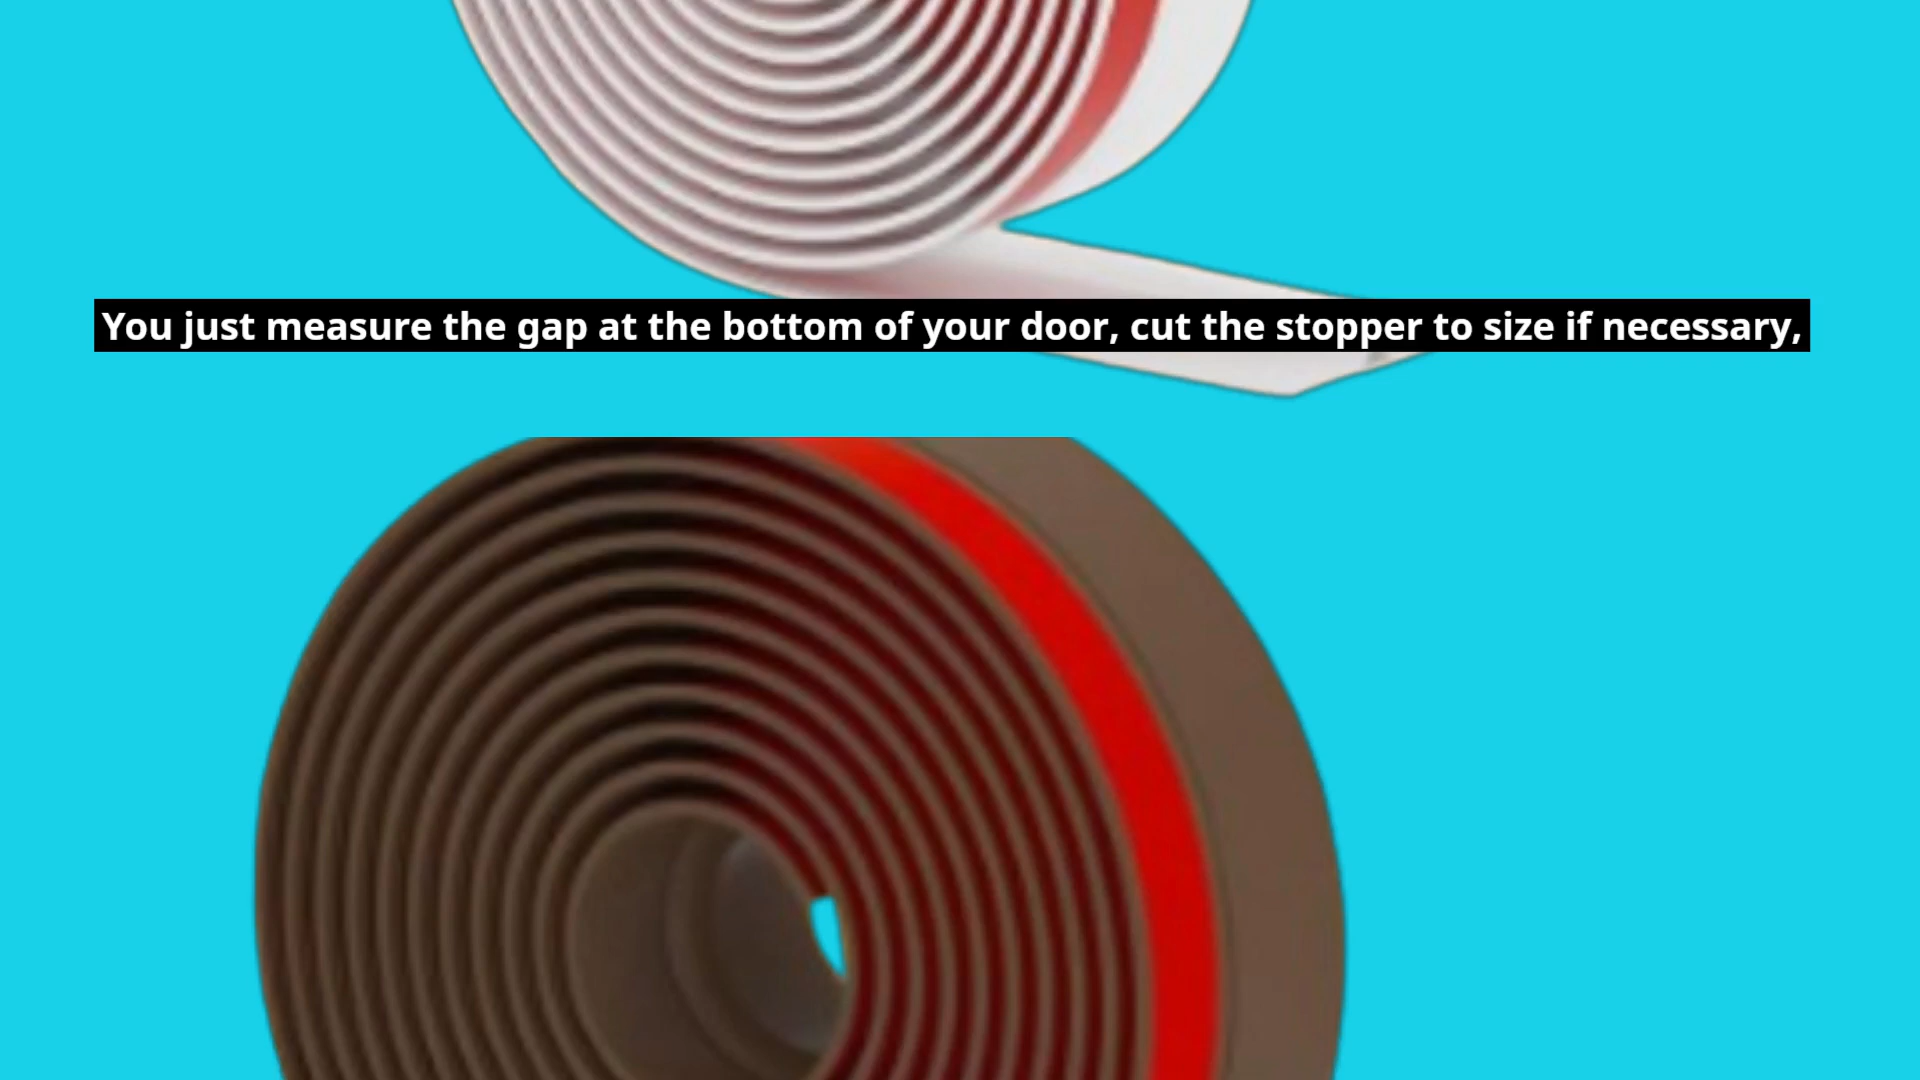 You just measure the gap at the bottom of your door, cut the stopper to size if necessary,